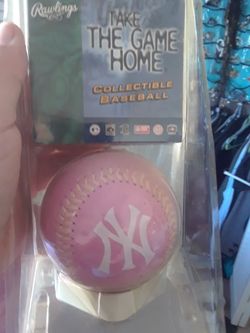 Rawlings
TAKE
THE GAME
HOME
COLLECTIBLE
BASEBALL
NY